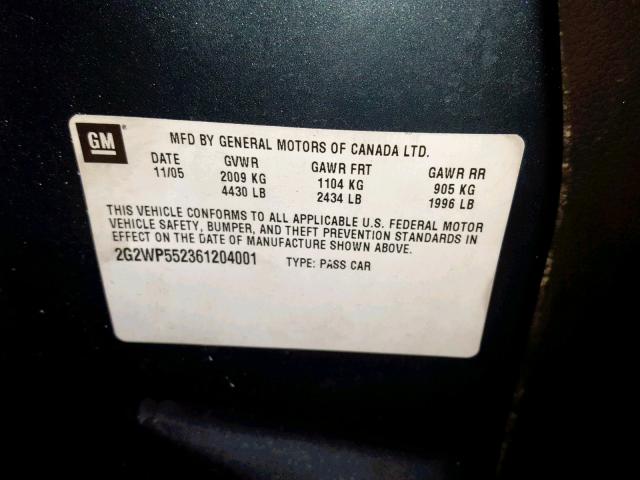 GM
MFD BY GENERAL MOTORS OF CANADA LTD.
DATE GVWR GAWR FRT GAWR RR
11/05 2009 KG 1104 KG 905 KG
4430 LB 2434 LB 1996 LB
THIS VEHICLE CONFORMS TO ALL APPLICABLE U.S. FEDERAL MOTOR
VEHICLE SAFETY, BUMPER, AND THEFT PREVENTION STANDARDS IN
EFFECT ON THE DATE OF MANUFACTURE SHOWN ABOVE.
2G2WP552361204001 TYPE: PASS CAR